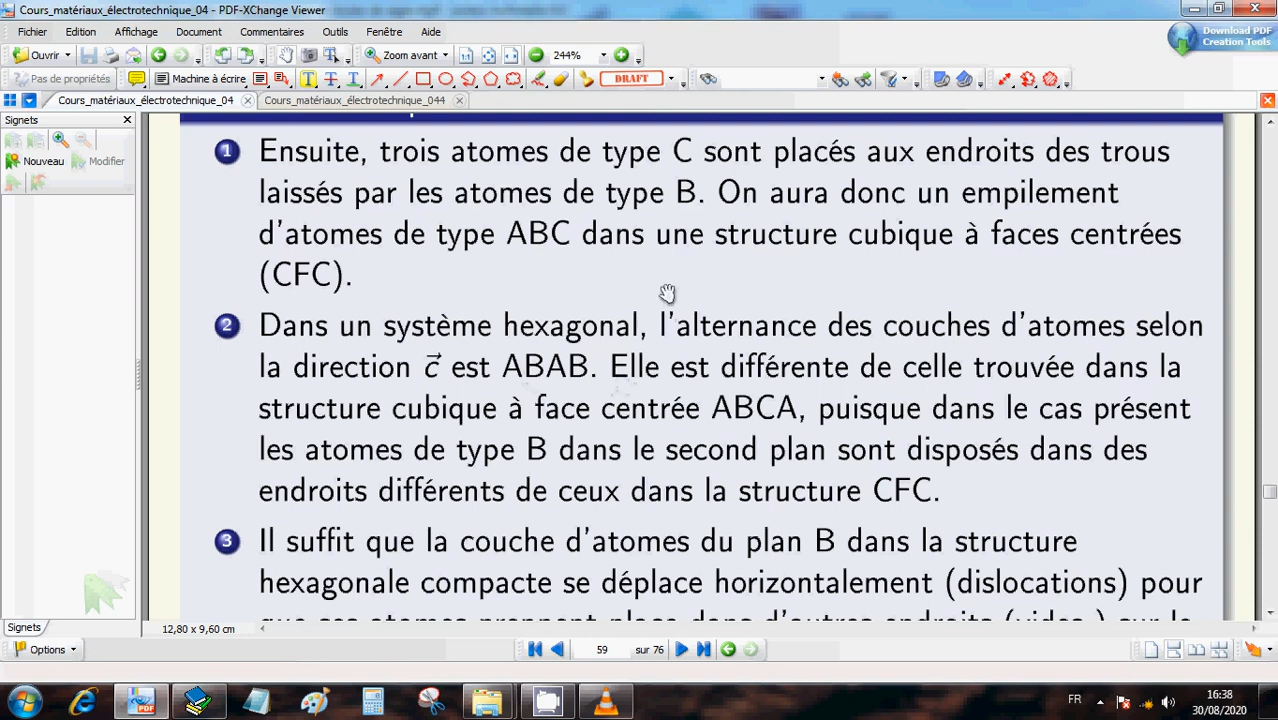 Cours_matériaux_électrotechnique_04 - PDF-XChange Viewer
Fichier Edition Affichage Document Commentaires Outils Fenêtre Aide
Download PDF
Creation Tools
Ouvrir Zoom avant 244%
Pas de propriétés Machine à écrire DRAFT
Cours_matériaux_électrotechnique_04 Cours_matériaux_électrotechnique_044
Signets
Nouveau Modifier
1 Ensuite, trois atomes de type C sont placés aux endroits des trous
laissés par les atomes de type B. On aura donc un empilement
d'atomes de type ABC dans une structure cubique à faces centrées
(CFC).
2 Dans un système hexagonal, l'alternance des couches d'atomes selon
la direction c⃗ est ABAB. Elle est différente de celle trouvée dans la
structure cubique à face centrée ABCA, puisque dans le cas présent
les atomes de type B dans le second plan sont disposés dans des
endroits différents de ceux dans la structure CFC.
3 Il suffit que la couche d'atomes du plan B dans la structure
hexagonale compacte se déplace horizontalement (dislocations) pour
Signets
12,80 x 9,60 cm
Options 59 sur 76
FR 16:38
30/08/2020